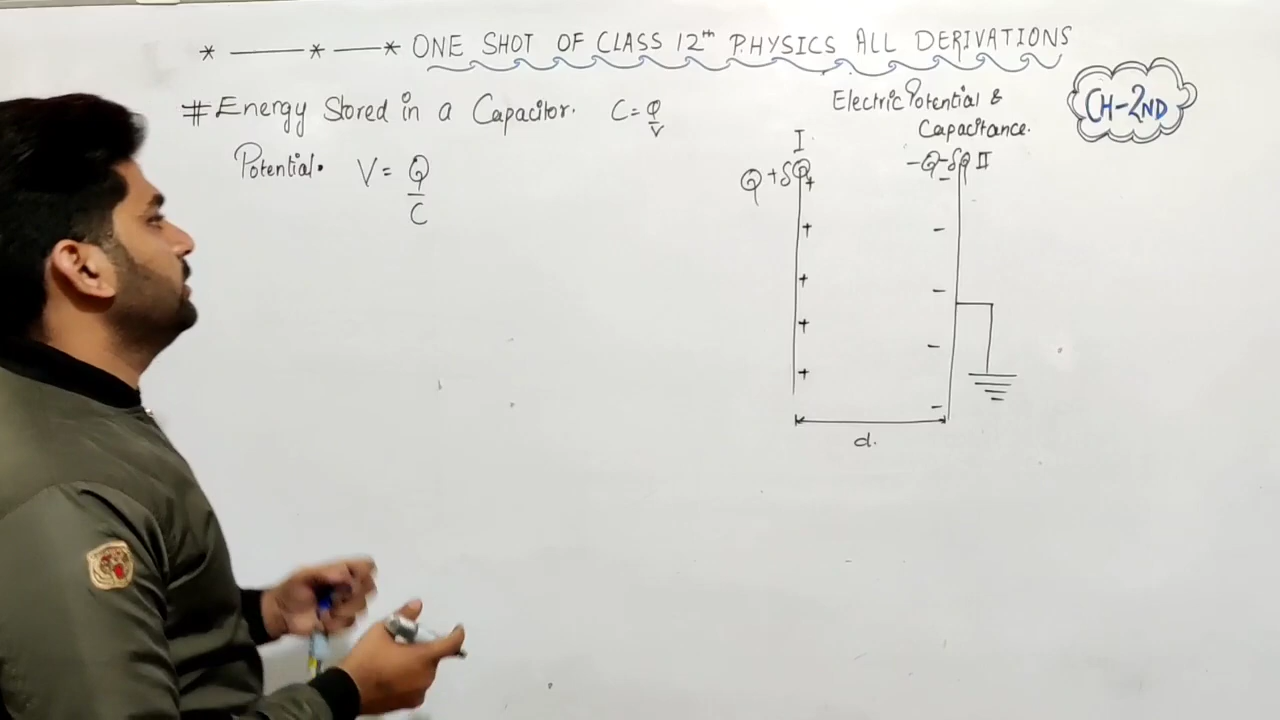 * —— * —— * ONE SHOT OF CLASS 12th PHYSICS ALL DERIVATIONS
# Energy Stored in a Capacitor. C = Q/V
Potential. V = Q/C
Electric Potential &
Capacitance.
CH-2ND
I
Q + δQ
-Q-δQ II
+ -
+ -
+ -
+ -
+ -
d.